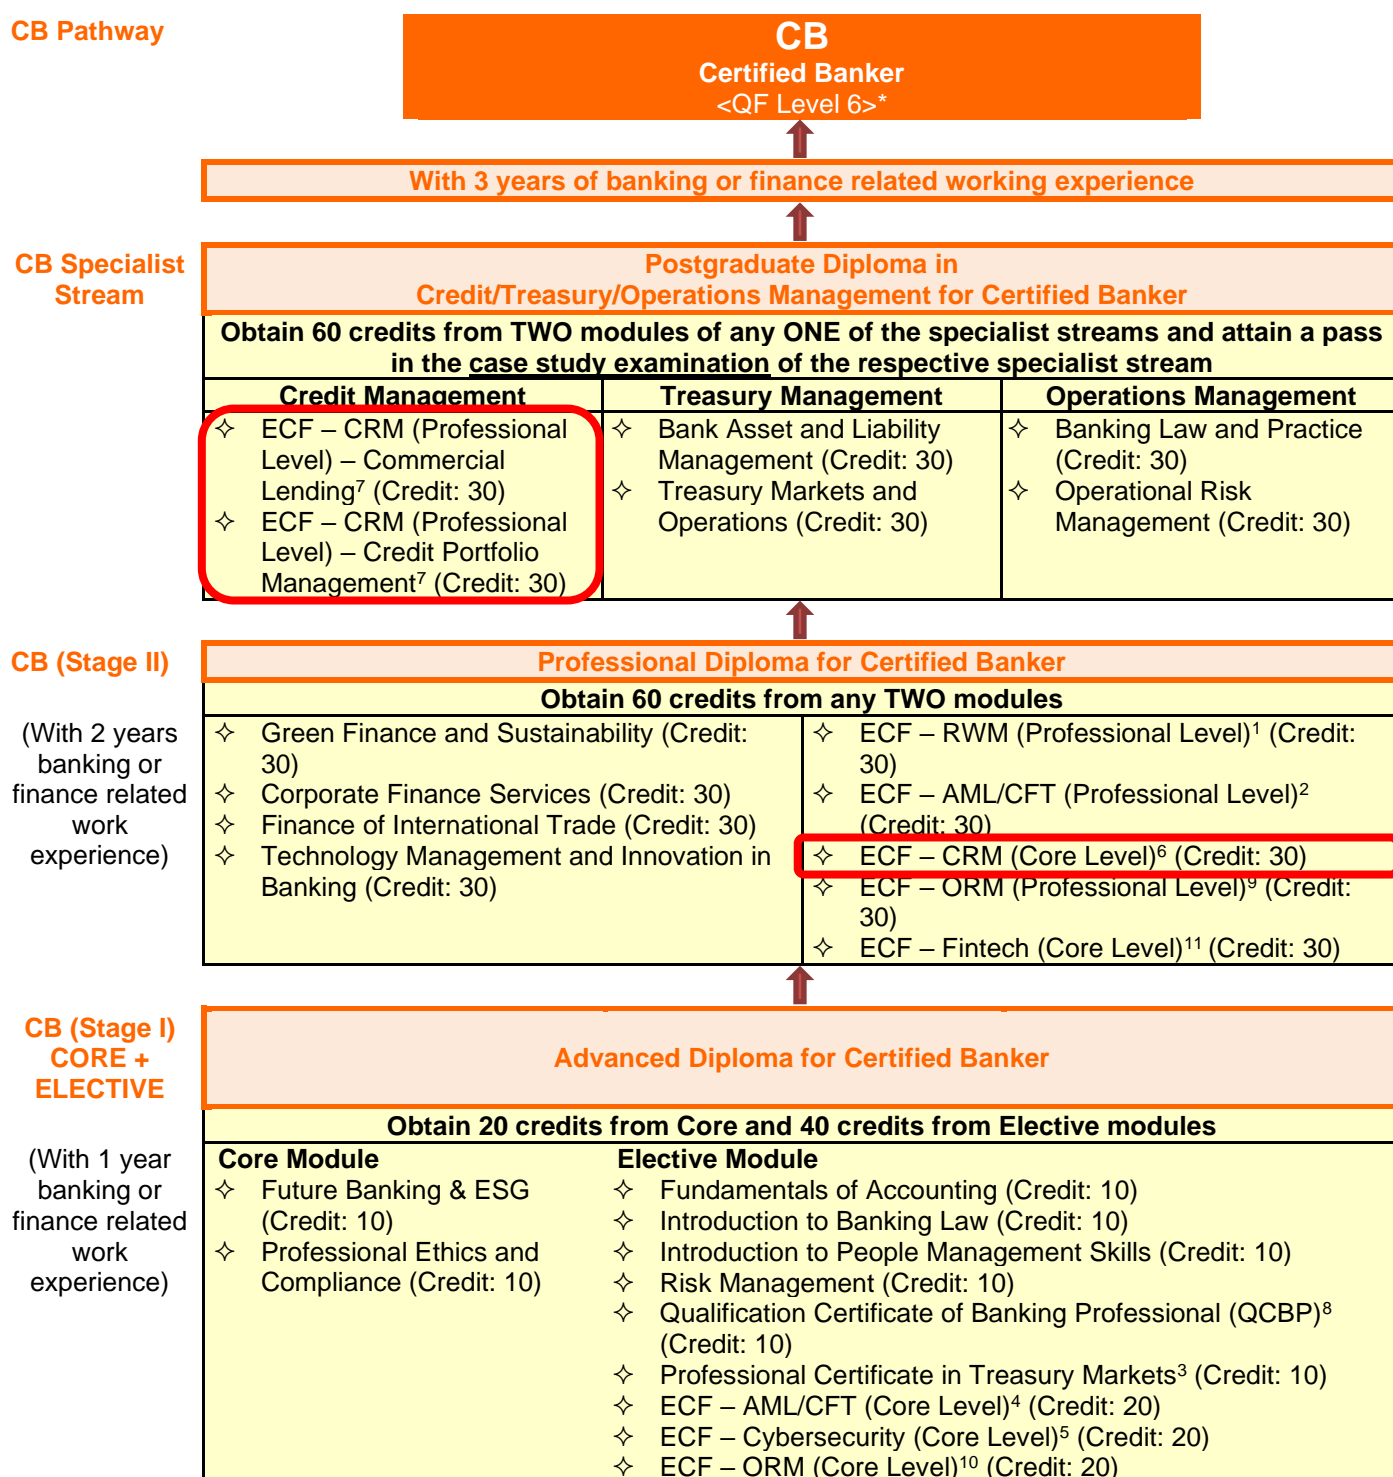 CB Pathway
CB
Certified Banker
<QF Level 6>*
With 3 years of banking or finance related working experience
CB Specialist
Stream
Postgraduate Diploma in
Credit/Treasury/Operations Management for Certified Banker
Obtain 60 credits from TWO modules of any ONE of the specialist streams and attain a pass
in the case study examination of the respective specialist stream
Credit Management
✧ ECF – CRM (Professional
Level) – Commercial
Lending⁷ (Credit: 30)
✧ ECF – CRM (Professional
Level) – Credit Portfolio
Management⁷ (Credit: 30)
Treasury Management
✧ Bank Asset and Liability
Management (Credit: 30)
✧ Treasury Markets and
Operations (Credit: 30)
Operations Management
✧ Banking Law and Practice
(Credit: 30)
✧ Operational Risk
Management (Credit: 30)
CB (Stage II)
(With 2 years
banking or
finance related
work
experience)
Professional Diploma for Certified Banker
Obtain 60 credits from any TWO modules
✧ Green Finance and Sustainability (Credit:
30)
✧ Corporate Finance Services (Credit: 30)
✧ Finance of International Trade (Credit: 30)
✧ Technology Management and Innovation in
Banking (Credit: 30)
✧ ECF – RWM (Professional Level)¹ (Credit:
30)
✧ ECF – AML/CFT (Professional Level)²
(Credit: 30)
✧ ECF – CRM (Core Level)⁶ (Credit: 30)
✧ ECF – ORM (Professional Level)⁹ (Credit:
30)
✧ ECF – Fintech (Core Level)¹¹ (Credit: 30)
CB (Stage I)
CORE +
ELECTIVE
(With 1 year
banking or
finance related
work
experience)
Advanced Diploma for Certified Banker
Obtain 20 credits from Core and 40 credits from Elective modules
Core Module
✧ Future Banking & ESG
(Credit: 10)
✧ Professional Ethics and
Compliance (Credit: 10)
Elective Module
✧ Fundamentals of Accounting (Credit: 10)
✧ Introduction to Banking Law (Credit: 10)
✧ Introduction to People Management Skills (Credit: 10)
✧ Risk Management (Credit: 10)
✧ Qualification Certificate of Banking Professional (QCBP)⁸
(Credit: 10)
✧ Professional Certificate in Treasury Markets³ (Credit: 10)
✧ ECF – AML/CFT (Core Level)⁴ (Credit: 20)
✧ ECF – Cybersecurity (Core Level)⁵ (Credit: 20)
✧ ECF – ORM (Core Level)¹⁰ (Credit: 20)